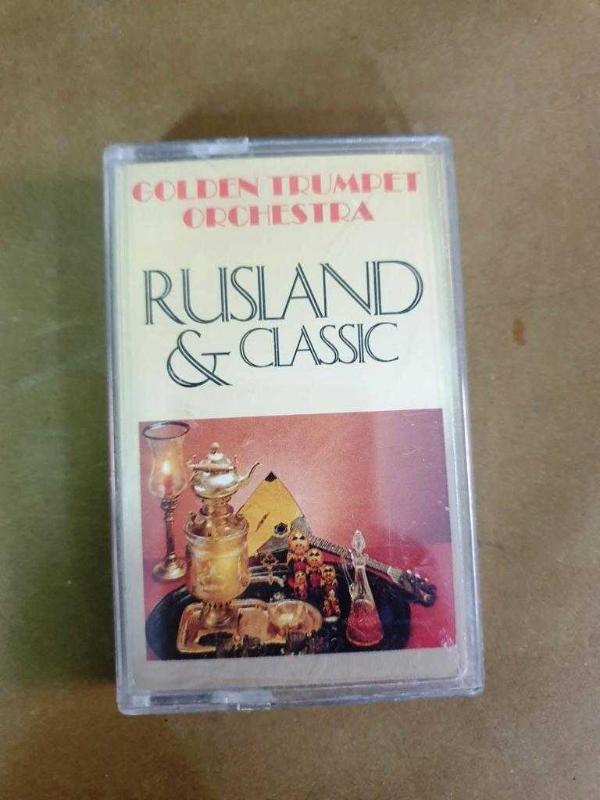 GOLDEN TRUMPET
ORCHESTRA
RUSLAND
& CLASSIC